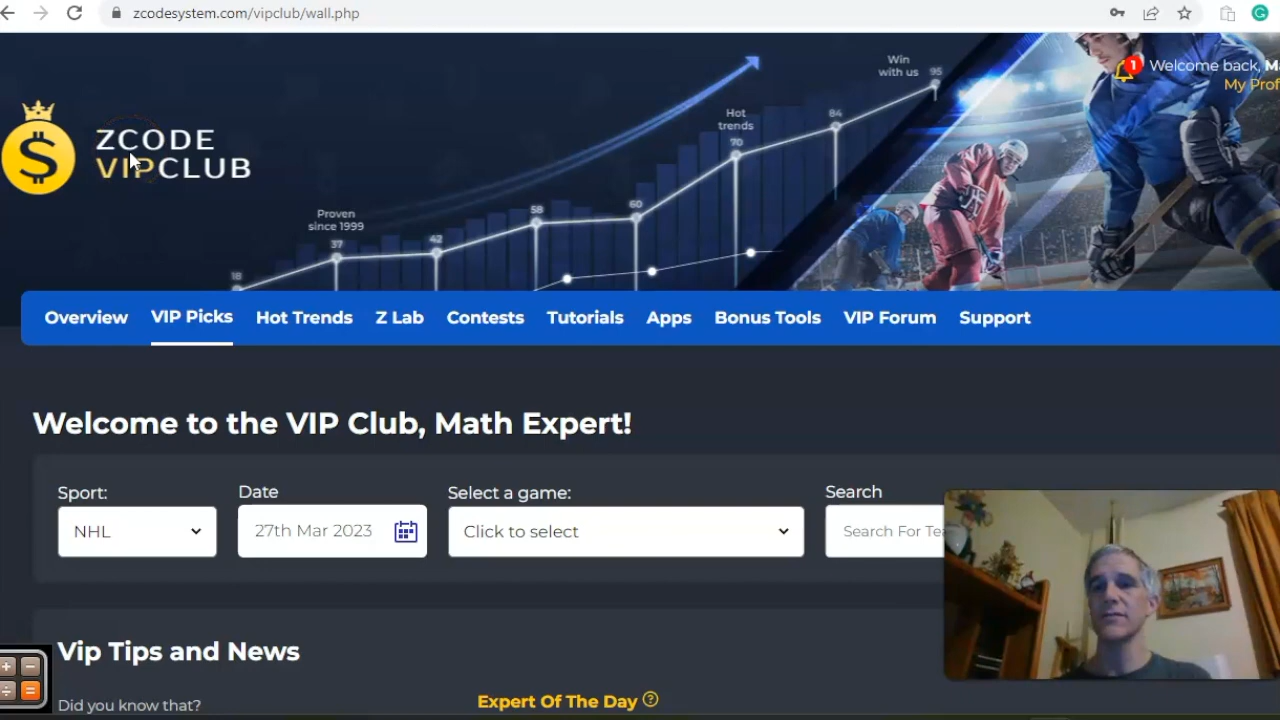 zcodesystem.com/vipclub/wall.php
Win
with us
95
1
Welcome back,
My Prof
Hot
trends
84
70
ZCODE
VIPCLUB
Proven
since 1999
60
58
42
37
18
Overview
VIP Picks
Hot Trends
Z Lab
Contests
Tutorials
Apps
Bonus Tools
VIP Forum
Support
Welcome to the VIP Club, Math Expert!
Sport:
Date
Select a game:
Search
NHL
27th Mar 2023
Click to select
Search For Te
Vip Tips and News
Did you know that?
Expert Of The Day